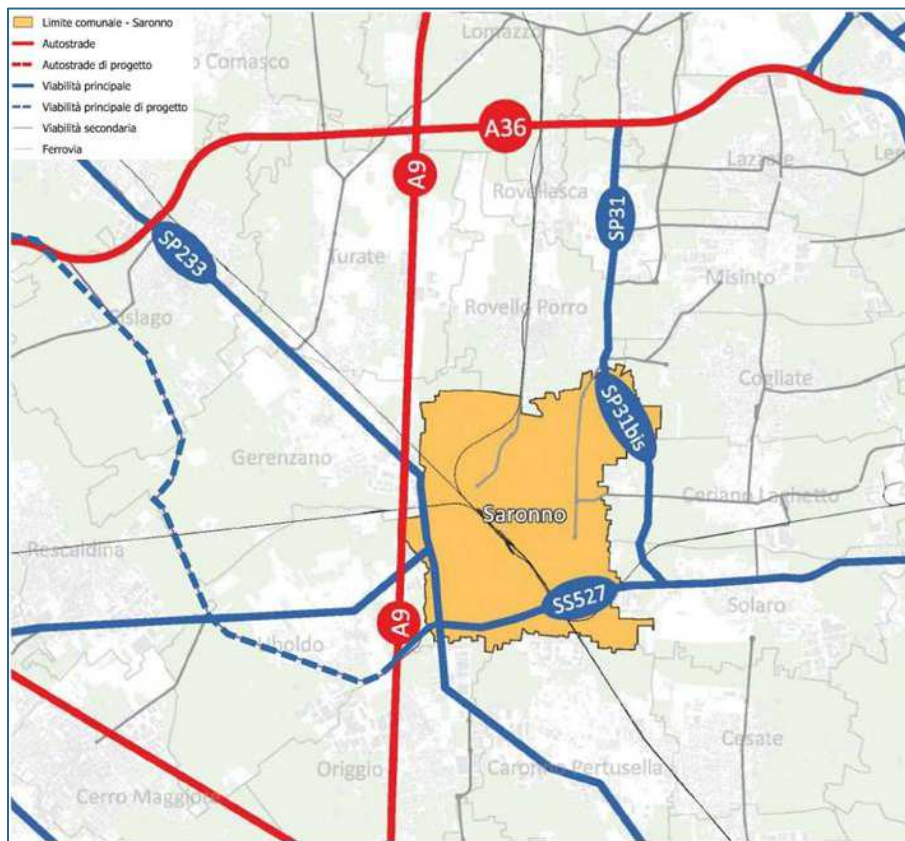 Limite comunale - Saronno
Autostrade
Autostrade di progetto
Viabilità principale
Viabilità principale di progetto
Viabilità secondaria
Ferrovia
Lomazzo
Comasco
A36
A9
Lazzate
Rovellasca
SP31
SP233
Turate
Misinto
Rovello Porro
Cislago
Cogliate
SP31bis
Gerenzano
Ceriano Laghetto
Saronno
Rescaldina
SS527
Solaro
A9
Uboldo
Cesate
Origgio
Caronno Pertusella
Cerro Maggiore